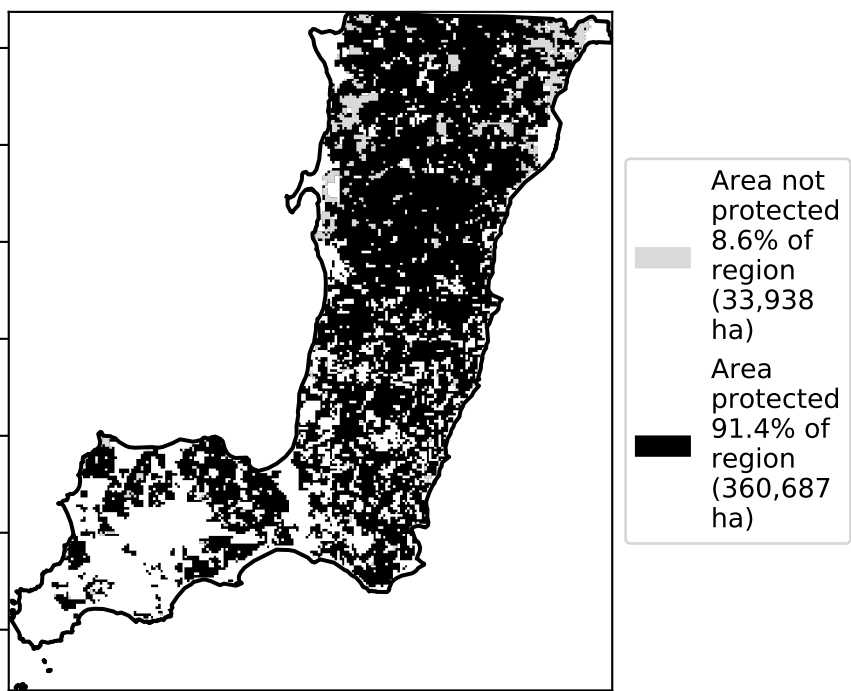 Area not
protected
8.6% of
region
(33,938
ha)
Area
protected
91.4% of
region
(360,687
ha)